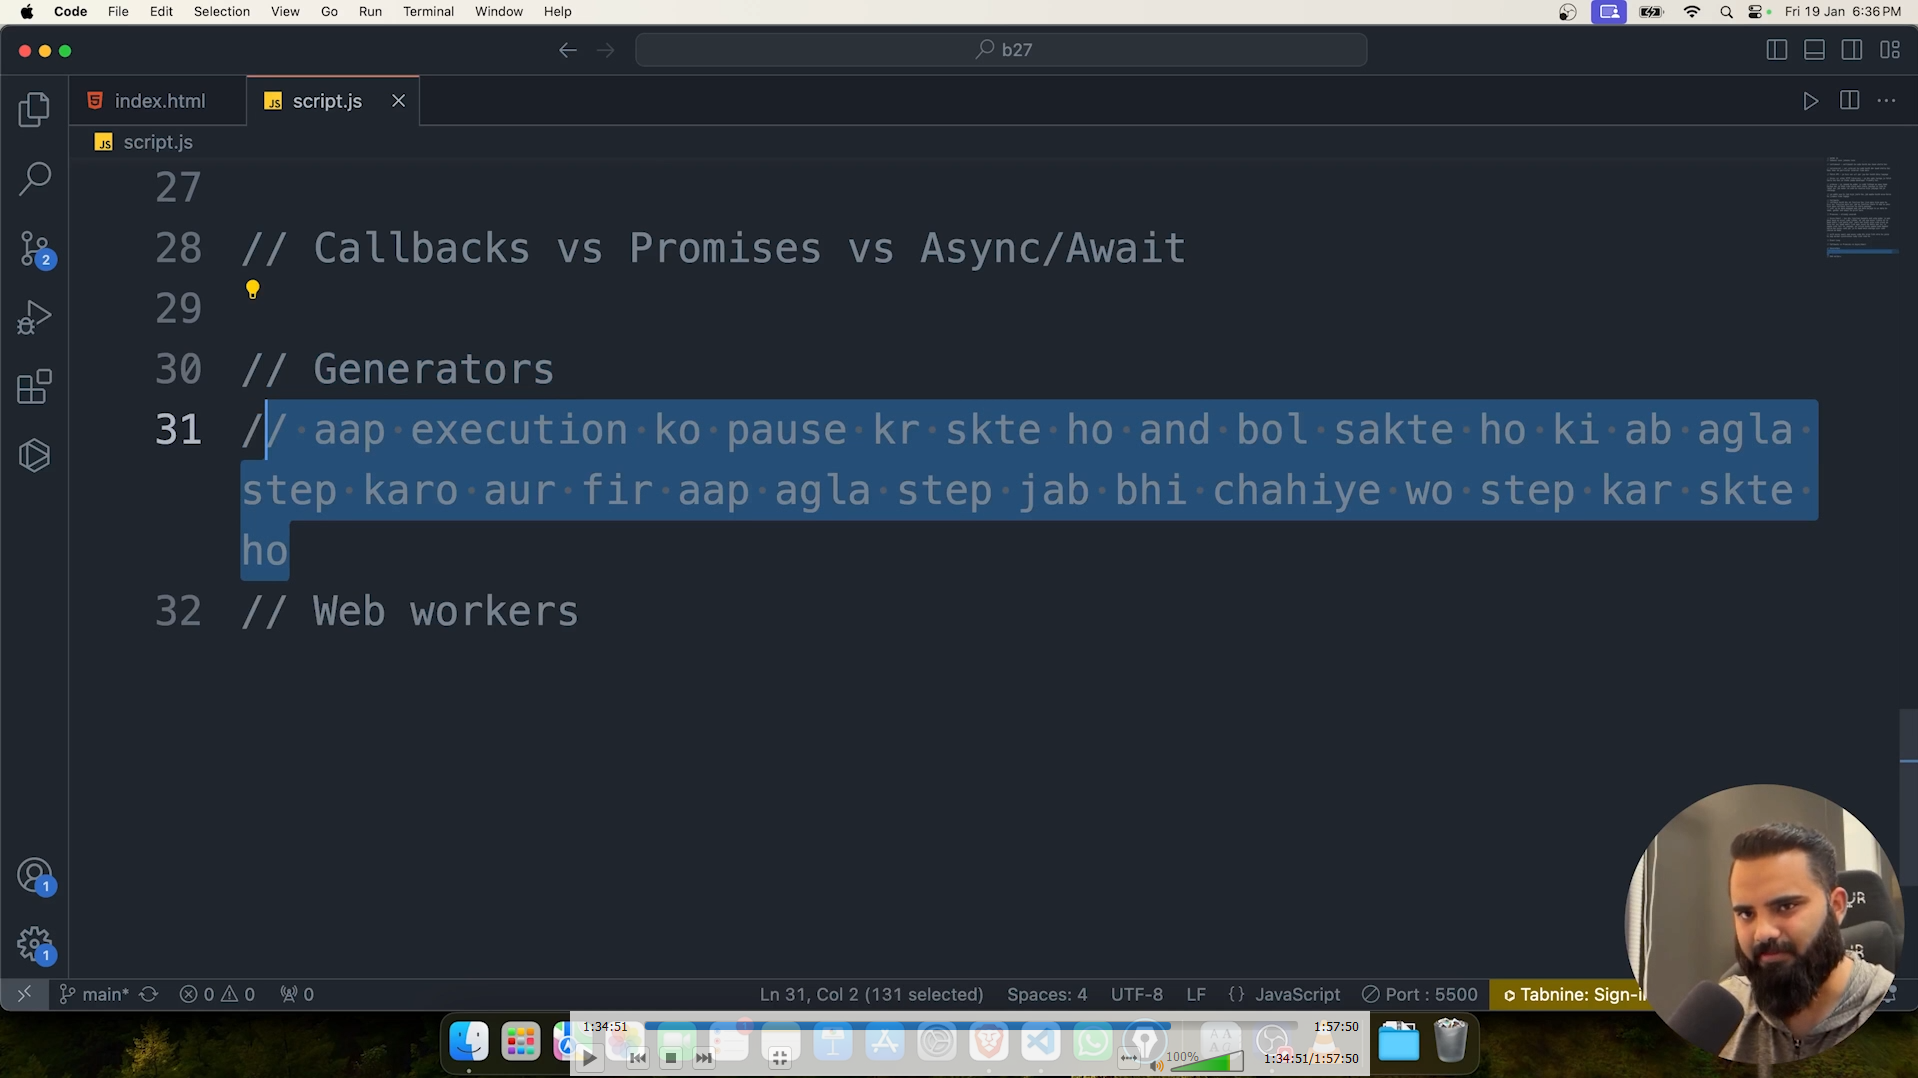 Code File Edit Selection View Go Run Terminal Window Help Fri 19 Jan 6:36 PM
b27
index.html script.js
script.js
27
28 // Callbacks vs Promises vs Async/Await
29
30 // Generators
31 // aap execution ko pause kr skte ho and bol sakte ho ki ab agla
step karo aur fir aap agla step jab bhi chahiye wo step kar skte
ho
32 // Web workers
2
1
1
main* 0 0 0 Ln 31, Col 2 (131 selected) Spaces: 4 UTF-8 LF {} JavaScript Port : 5500 Tabnine: Sign-i
1:34:51 1:57:50
100% 1:34:51/1:57:50